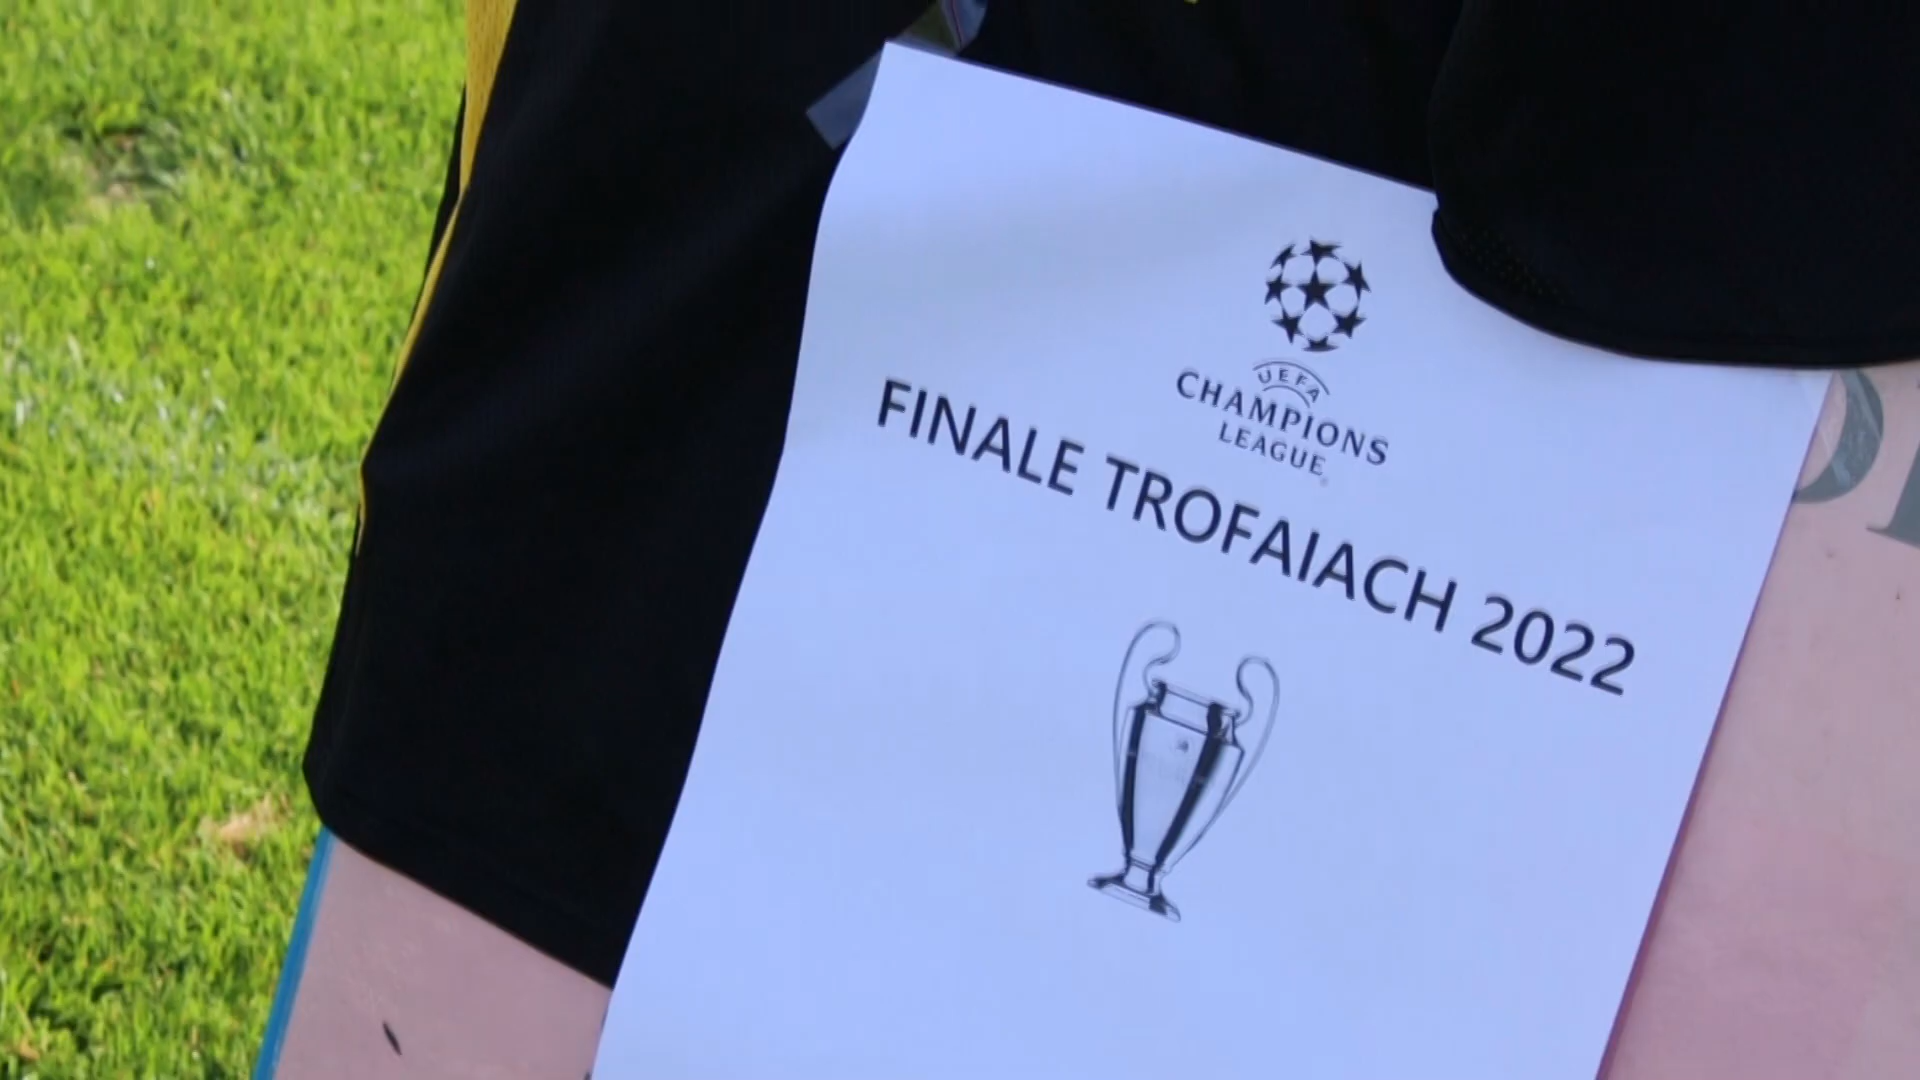 UEFA
CHAMPIONS
LEAGUE
FINALE TROFAIACH 2022